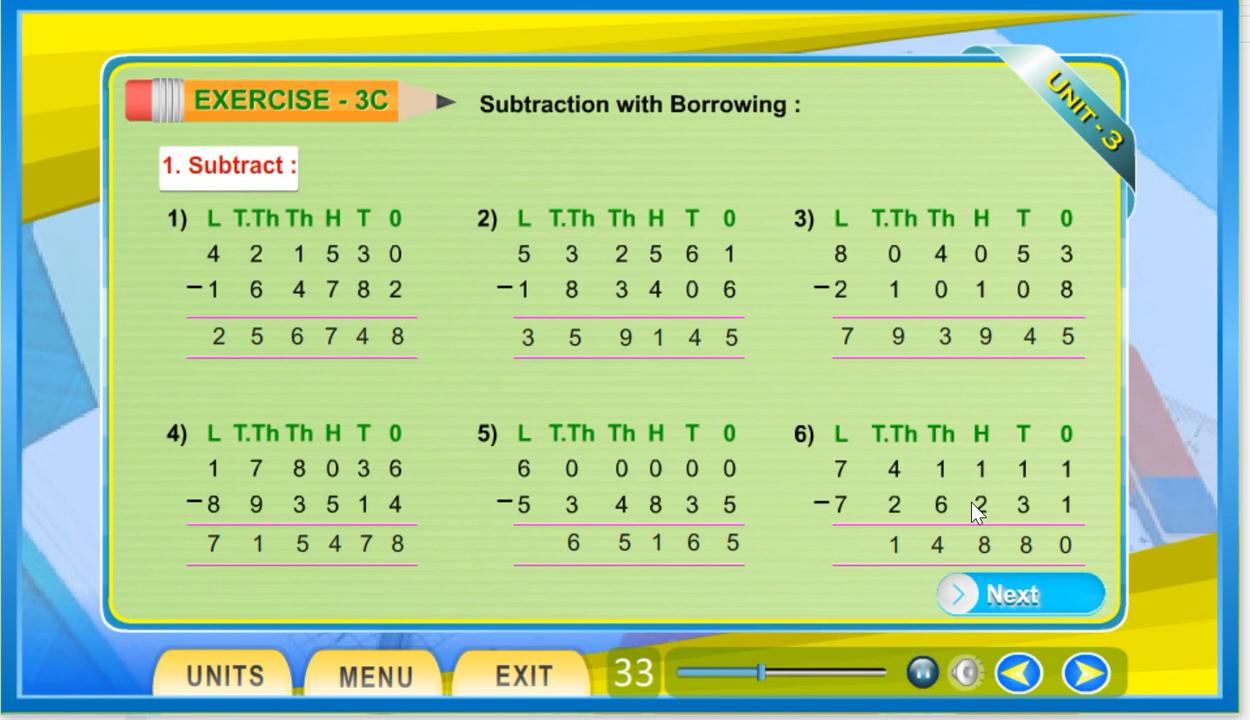 EXERCISE - 3C
Subtraction with Borrowing :
UNIT - 3
1. Subtract :
1) L T.Th Th H T 0
4 2 1 5 3 0
−1 6 4 7 8 2
2 5 6 7 4 8
2) L T.Th Th H T 0
5 3 2 5 6 1
−1 8 3 4 0 6
3 5 9 1 4 5
3) L T.Th Th H T 0
8 0 4 0 5 3
−2 1 0 1 0 8
7 9 3 9 4 5
4) L T.Th Th H T 0
1 7 8 0 3 6
−8 9 3 5 1 4
7 1 5 4 7 8
5) L T.Th Th H T 0
6 0 0 0 0 0
−5 3 4 8 3 5
6 5 1 6 5
6) L T.Th Th H T 0
7 4 1 1 1 1
−7 2 6 2 3 1
1 4 8 8 0
Next
UNITS MENU EXIT 33